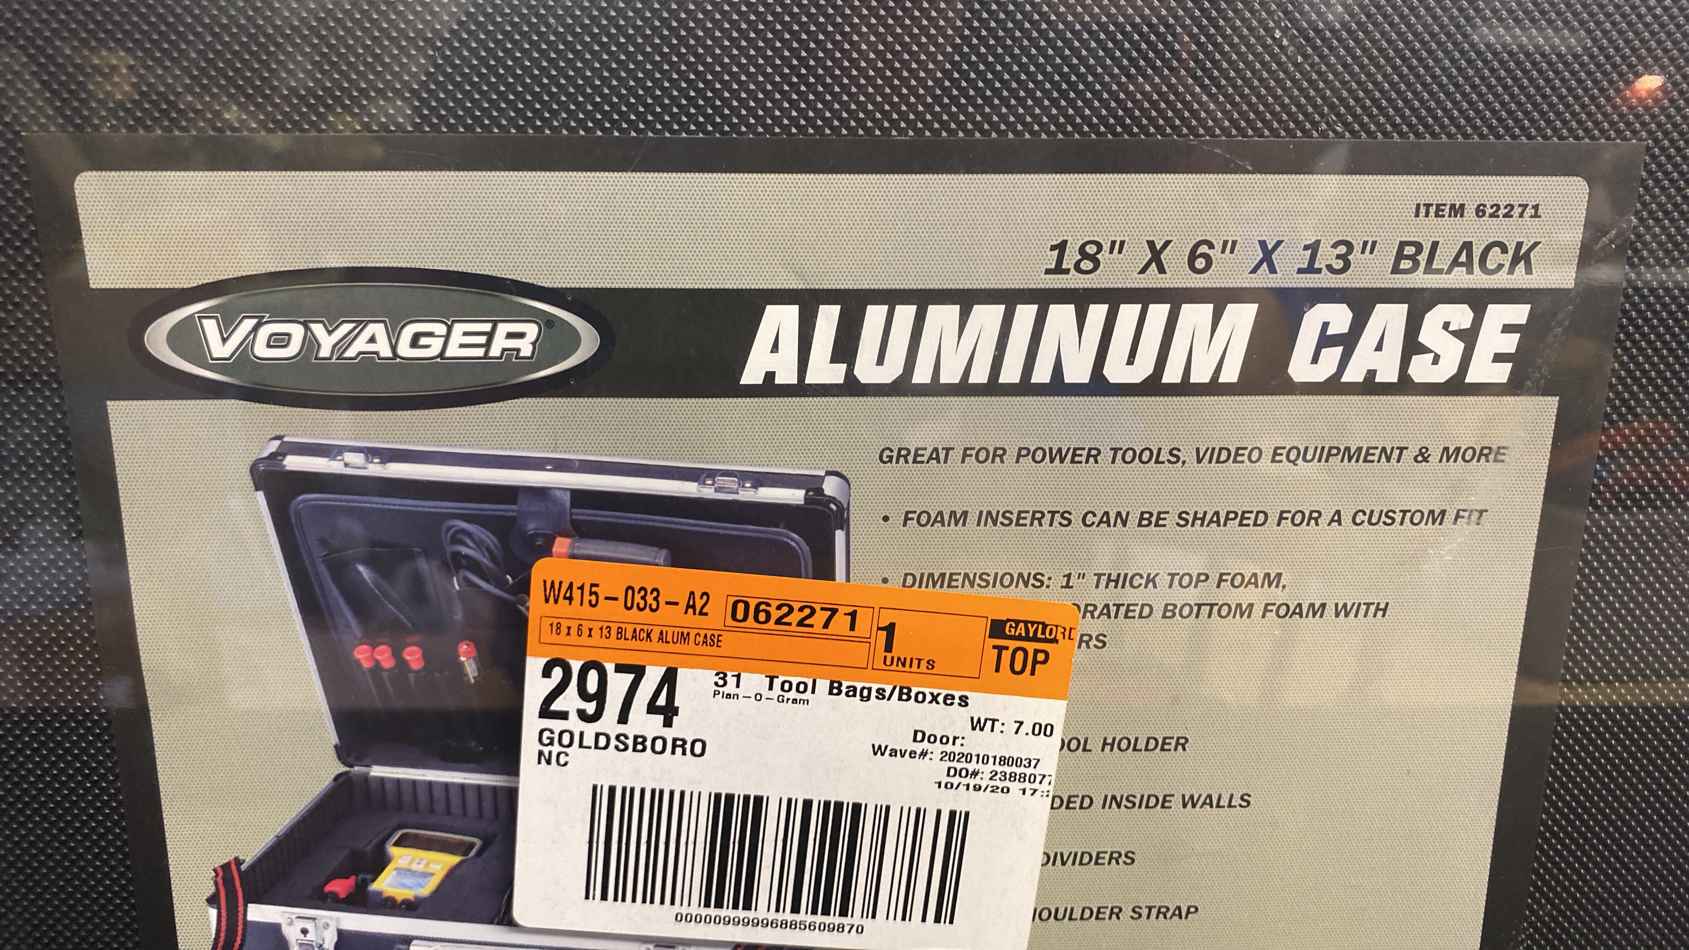 ITEM 62271
18" X 6" X 13" BLACK
VOYAGER®
ALUMINUM CASE
GREAT FOR POWER TOOLS, VIDEO EQUIPMENT & MORE
• FOAM INSERTS CAN BE SHAPED FOR A CUSTOM FIT
• DIMENSIONS: 1" THICK TOP FOAM,
ORATED BOTTOM FOAM WITH
RS
OOL HOLDER
DED INSIDE WALLS
DIVIDERS
HOULDER STRAP
W415-033-A2
062271
18 x 6 x 13 BLACK ALUM CASE
1
UNITS
GAYLORD
TOP
2974
31 Tool Bags/Boxes
Plan-O-Gram
GOLDSBORO
NC
WT: 7.00
Door:
Wave#: 202010180037
DO#: 2388077
10/19/20 17:
00000999996885609870